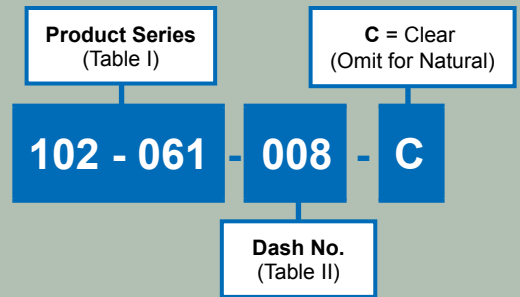 Product Series
(Table I)
C = Clear
(Omit for Natural)
102 - 061 - 008 - C
Dash No.
(Table II)